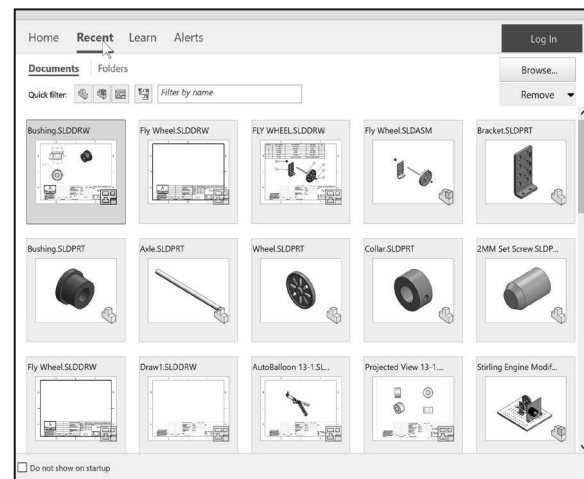 Home Recent Learn Alerts Log In
Documents Folders Browse...
Quick filter: Filter by name Remove
Bushing.SLDDRW Fly Wheel.SLDDRW FLY WHEEL.SLDDRW Fly Wheel.SLDASM Bracket.SLDPRT
Bushing.SLDPRT Axle.SLDPRT Wheel.SLDPRT Collar.SLDPRT 2MM Set Screw.SLDP...
Fly Wheel.SLDDRW Draw1.SLDDRW AutoBalloon 13-1.SL... Projected View 13-1.... Stirling Engine Modif...
Do not show on startup